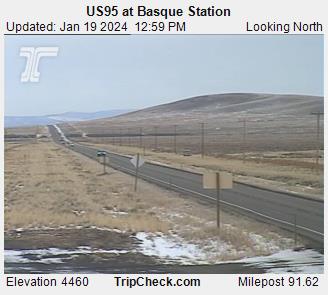 US95 at Basque Station
Updated: Jan 19 2024 12:59 PM Looking North
Elevation 4460 TripCheck.com Milepost 91.62